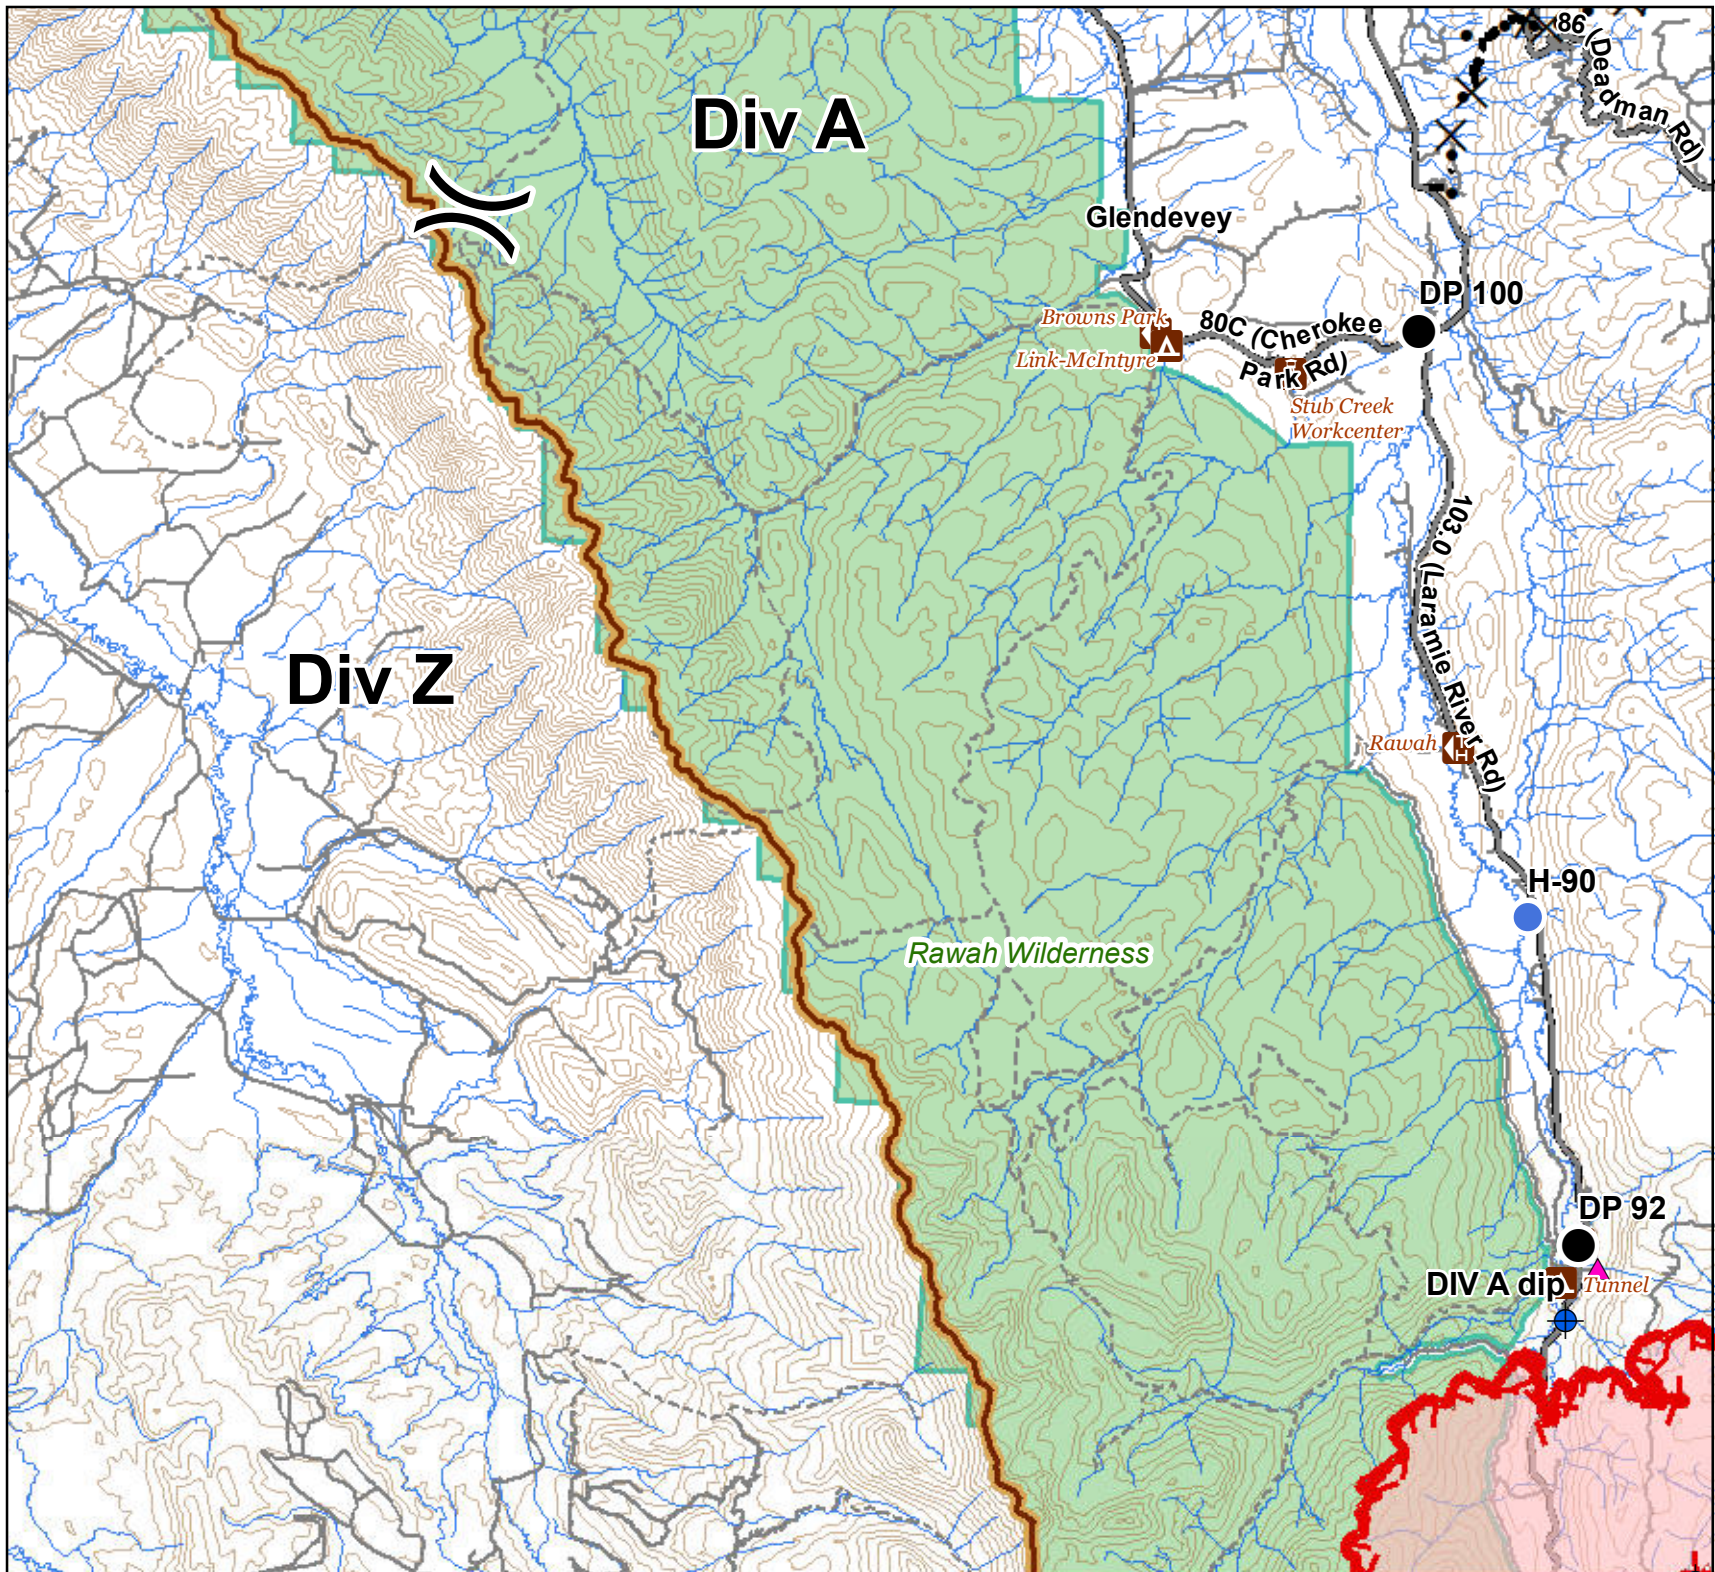 86 (Deadman Rd)
Div A
Glendevey
DP 100
Browns Park
80C (Cherokee
Park Rd)
Link-McIntyre
Stub Creek
Workcenter
103.0 (Laramie River Rd)
Div Z
Rawah
H-90
Rawah Wilderness
DP 92
DIV A dip
Tunnel